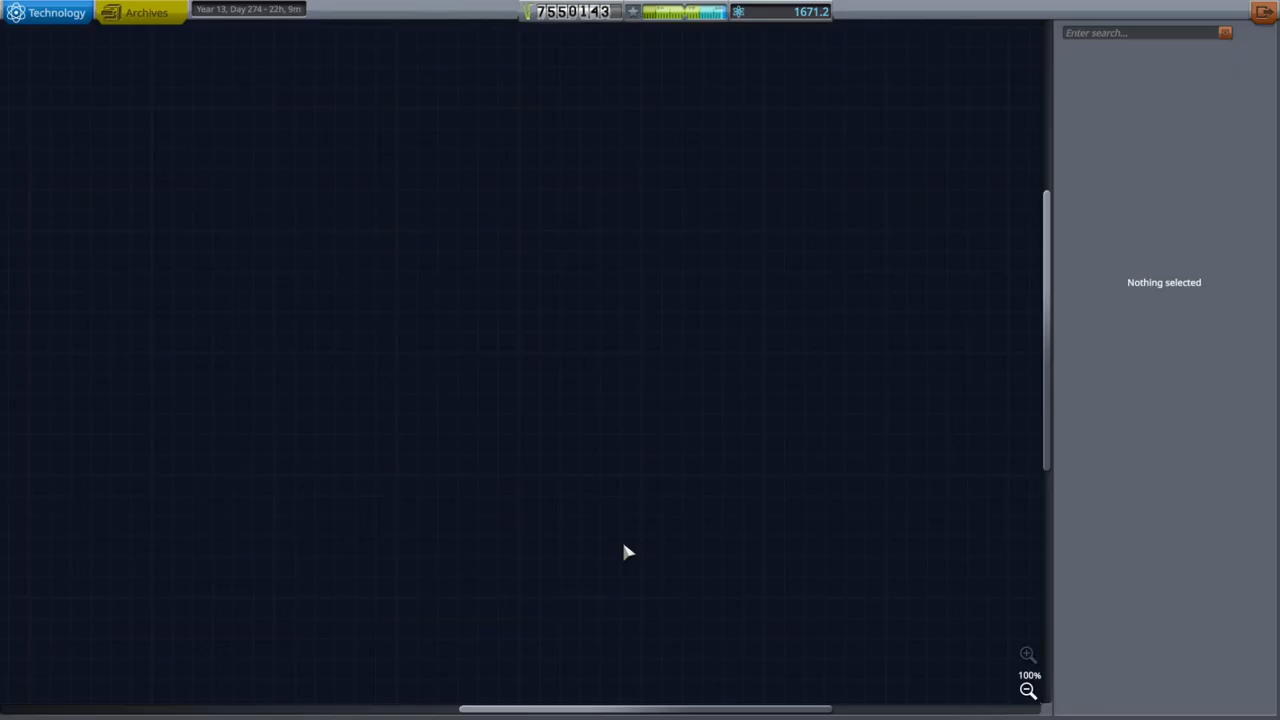 Technology
Archives
Year 13, Day 274 - 22h, 9m
7550143
1671.2
Enter search...
Nothing selected
100%